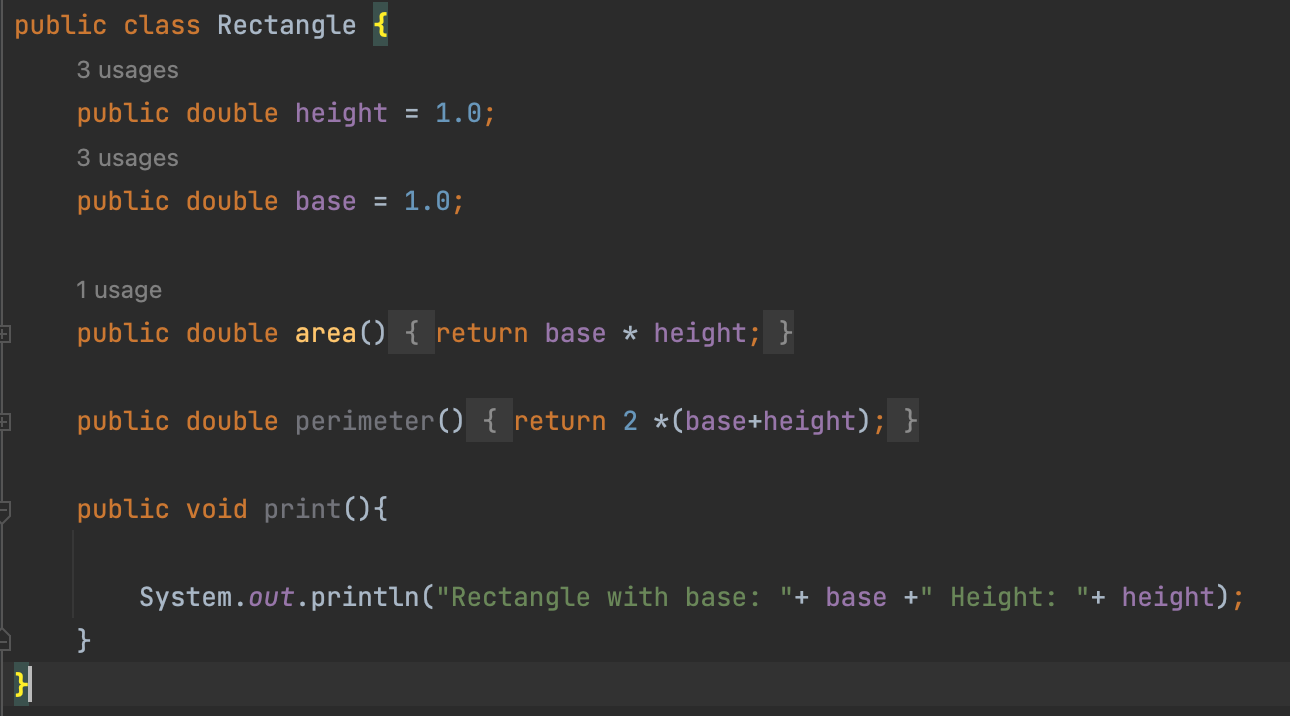 public class Rectangle {
3 usages
public double height = 1.0;
3 usages
public double base = 1.0;
1 usage
public double area() { return base * height; }
public double perimeter() { return 2 *(base+height); }
public void print(){
System.out.println("Rectangle with base: "+ base +" Height: "+ height);
}
}